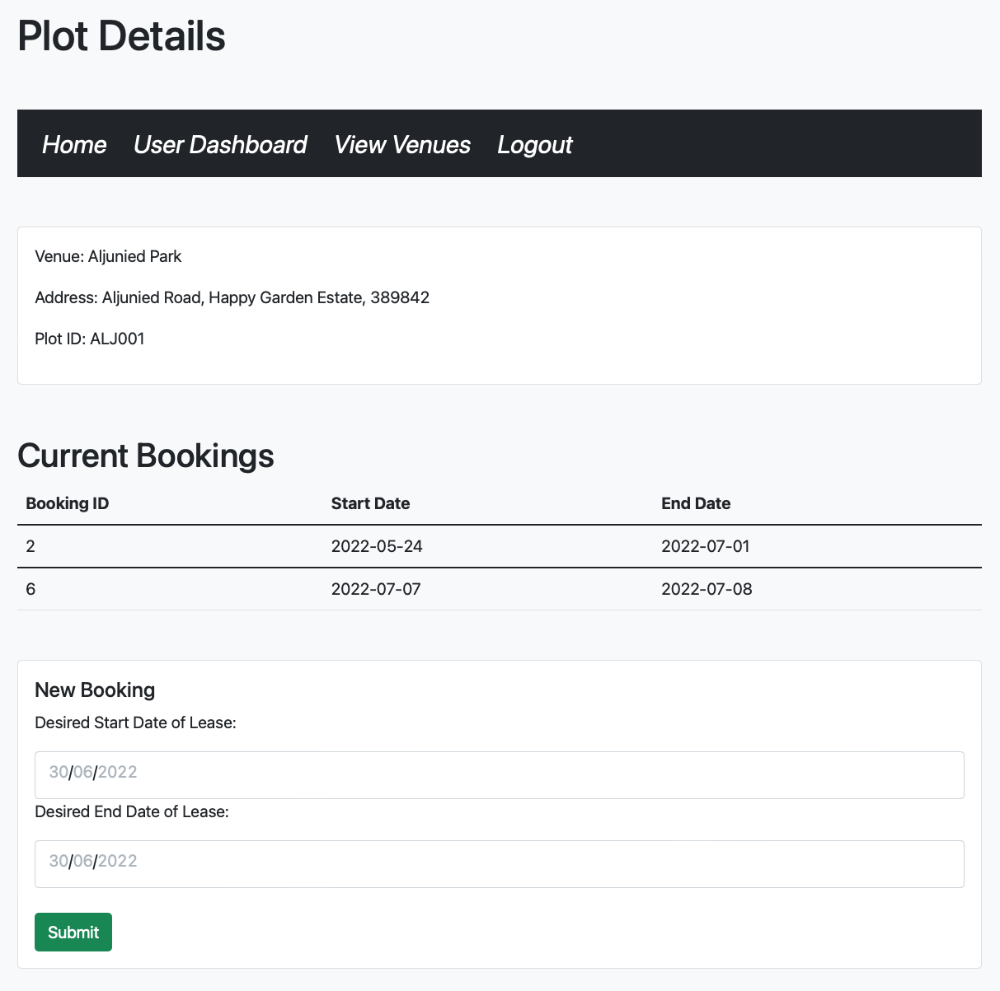 Plot Details
Home User Dashboard View Venues Logout
Venue: Aljunied Park
Address: Aljunied Road, Happy Garden Estate, 389842
Plot ID: ALJ001
Current Bookings
Booking ID Start Date End Date
2 2022-05-24 2022-07-01
6 2022-07-07 2022-07-08
New Booking
Desired Start Date of Lease:
30/06/2022
Desired End Date of Lease:
30/06/2022
Submit